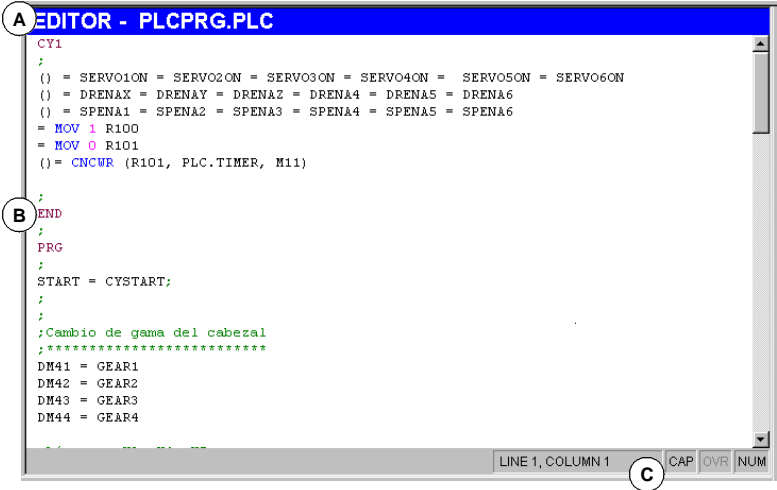 A
EDITOR - PLCPRG.PLC
CY1
;
() = SERVO1ON = SERVO2ON = SERVO3ON = SERVO4ON =  SERVO5ON = SERVO6ON
() = DRENAX = DRENAY = DRENAZ = DRENA4 = DRENA5 = DRENA6
() = SPENA1 = SPENA2 = SPENA3 = SPENA4 = SPENA5 = SPENA6
= MOV 1 R100
= MOV 0 R101
()= CNCWR (R101, PLC.TIMER, M11)
;
B
END
;
PRG
;
START = CYSTART;
;
;
;Cambio de gama del cabezal
;**************************
DM41 = GEAR1
DM42 = GEAR2
DM43 = GEAR3
DM44 = GEAR4
LINE 1, COLUMN 1
C
CAP
OVR
NUM